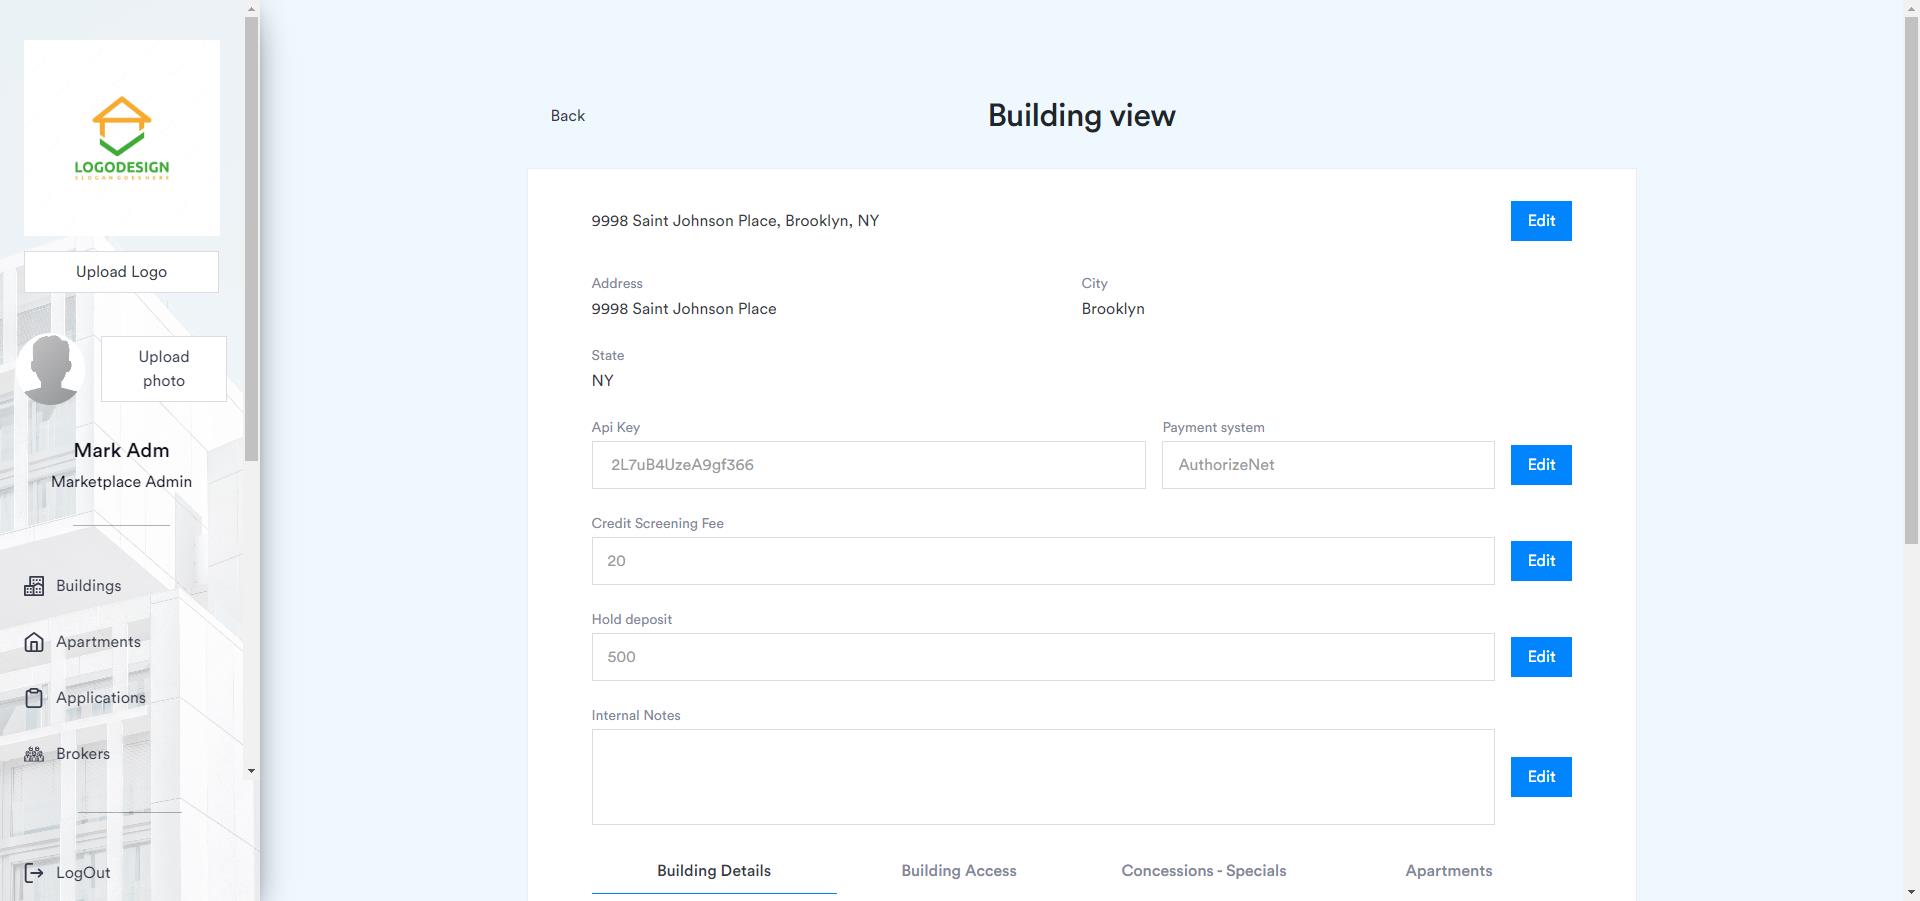 LOGODESIGN
SLOGANGOESHERE
Upload Logo
Upload
photo
Mark Adm
Marketplace Admin
Buildings
Apartments
Applications
Brokers
LogOut
Back
Building view
9998 Saint Johnson Place, Brooklyn, NY
Edit
Address
City
9998 Saint Johnson Place
Brooklyn
State
NY
Api Key
Payment system
2L7uB4UzeA9gf366
AuthorizeNet
Edit
Credit Screening Fee
20
Edit
Hold deposit
500
Edit
Internal Notes
Edit
Building Details
Building Access
Concessions - Specials
Apartments